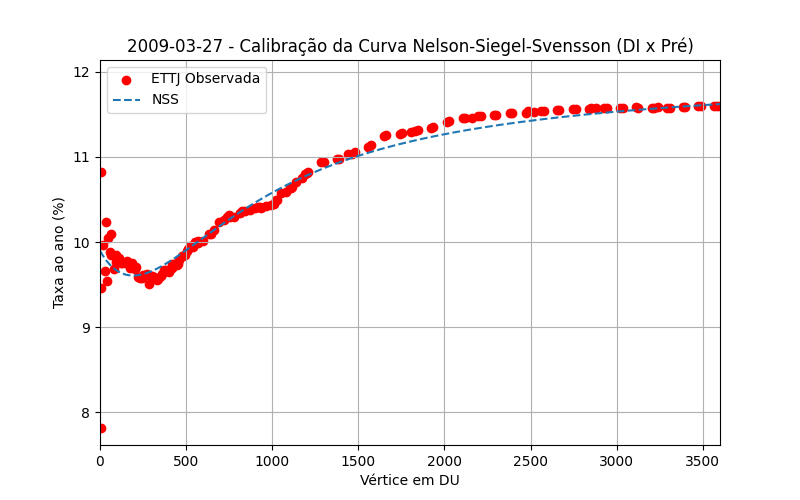 2009-03-27 - Calibração da Curva Nelson-Siegel-Svensson (DI x Pré)
ETTJ Observada
NSS
Taxa ao ano (%)
12
11
10
9
8
0 500 1000 1500 2000 2500 3000 3500
Vértice em DU